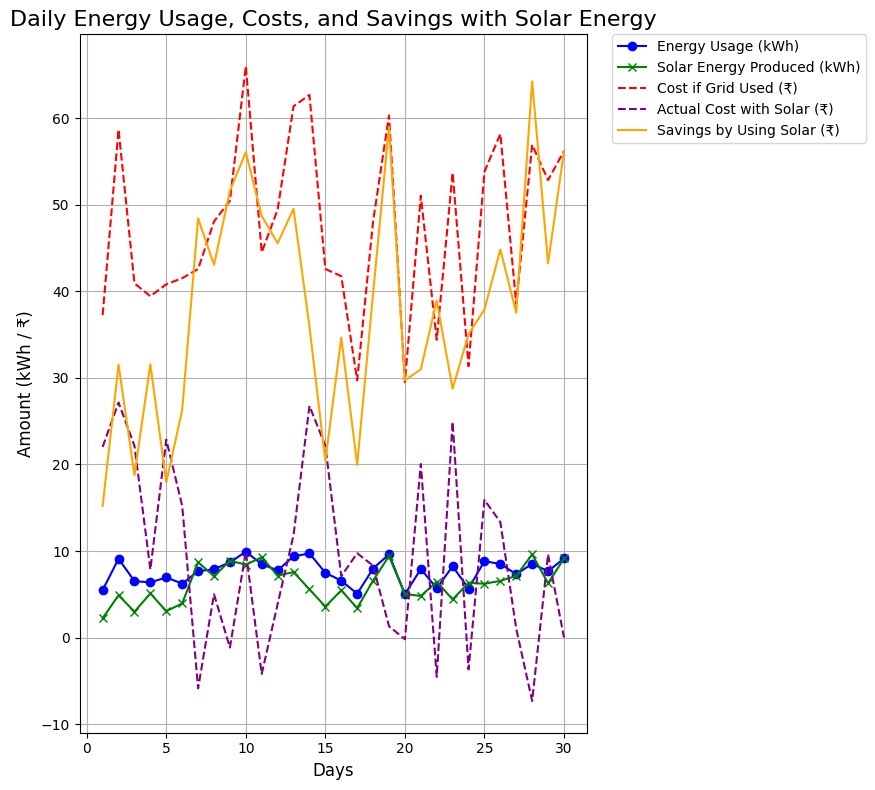 Daily Energy Usage, Costs, and Savings with Solar Energy
Energy Usage (kWh)
Solar Energy Produced (kWh)
Cost if Grid Used (₹)
Actual Cost with Solar (₹)
Savings by Using Solar (₹)
Amount (kWh / ₹)
60
50
40
30
20
10
0
−10
0 5 10 15 20 25 30
Days